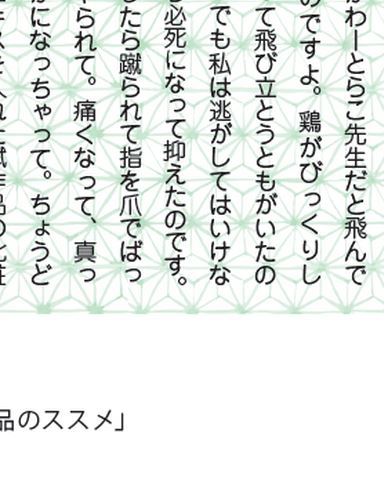 かわーとらこ先生だと飛んで
のですよ。鶏がびっくりし
て飛び立とうともがいたの
でも私は逃がしてはいけな
ら必死になって抑えたのです。
したら蹴られて指を爪でばっ
やられて。痛くなって、真っ
かになっちゃって。ちょうど
品のススメ」